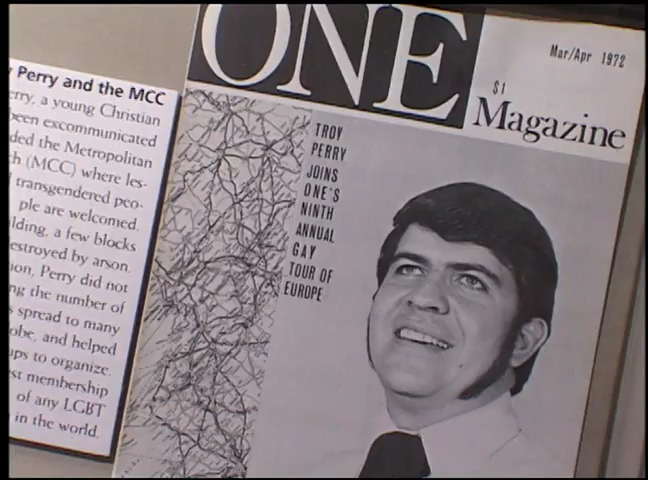 Perry and the MCC
rry, a young Christian
been excommunicated
ded the Metropolitan
h (MCC) where les-
transgendered peo-
ple are welcomed.
lding, a few blocks
estroyed by arson.
ion, Perry did not
ng the number of
s spread to many
obe, and helped
ups to organize.
st membership
of any LGBT
in the world.
ONE
Mar/Apr 1972
$1
Magazine
TROY
PERRY
JOINS
ONE'S
NINTH
ANNUAL
GAY
TOUR OF
EUROPE